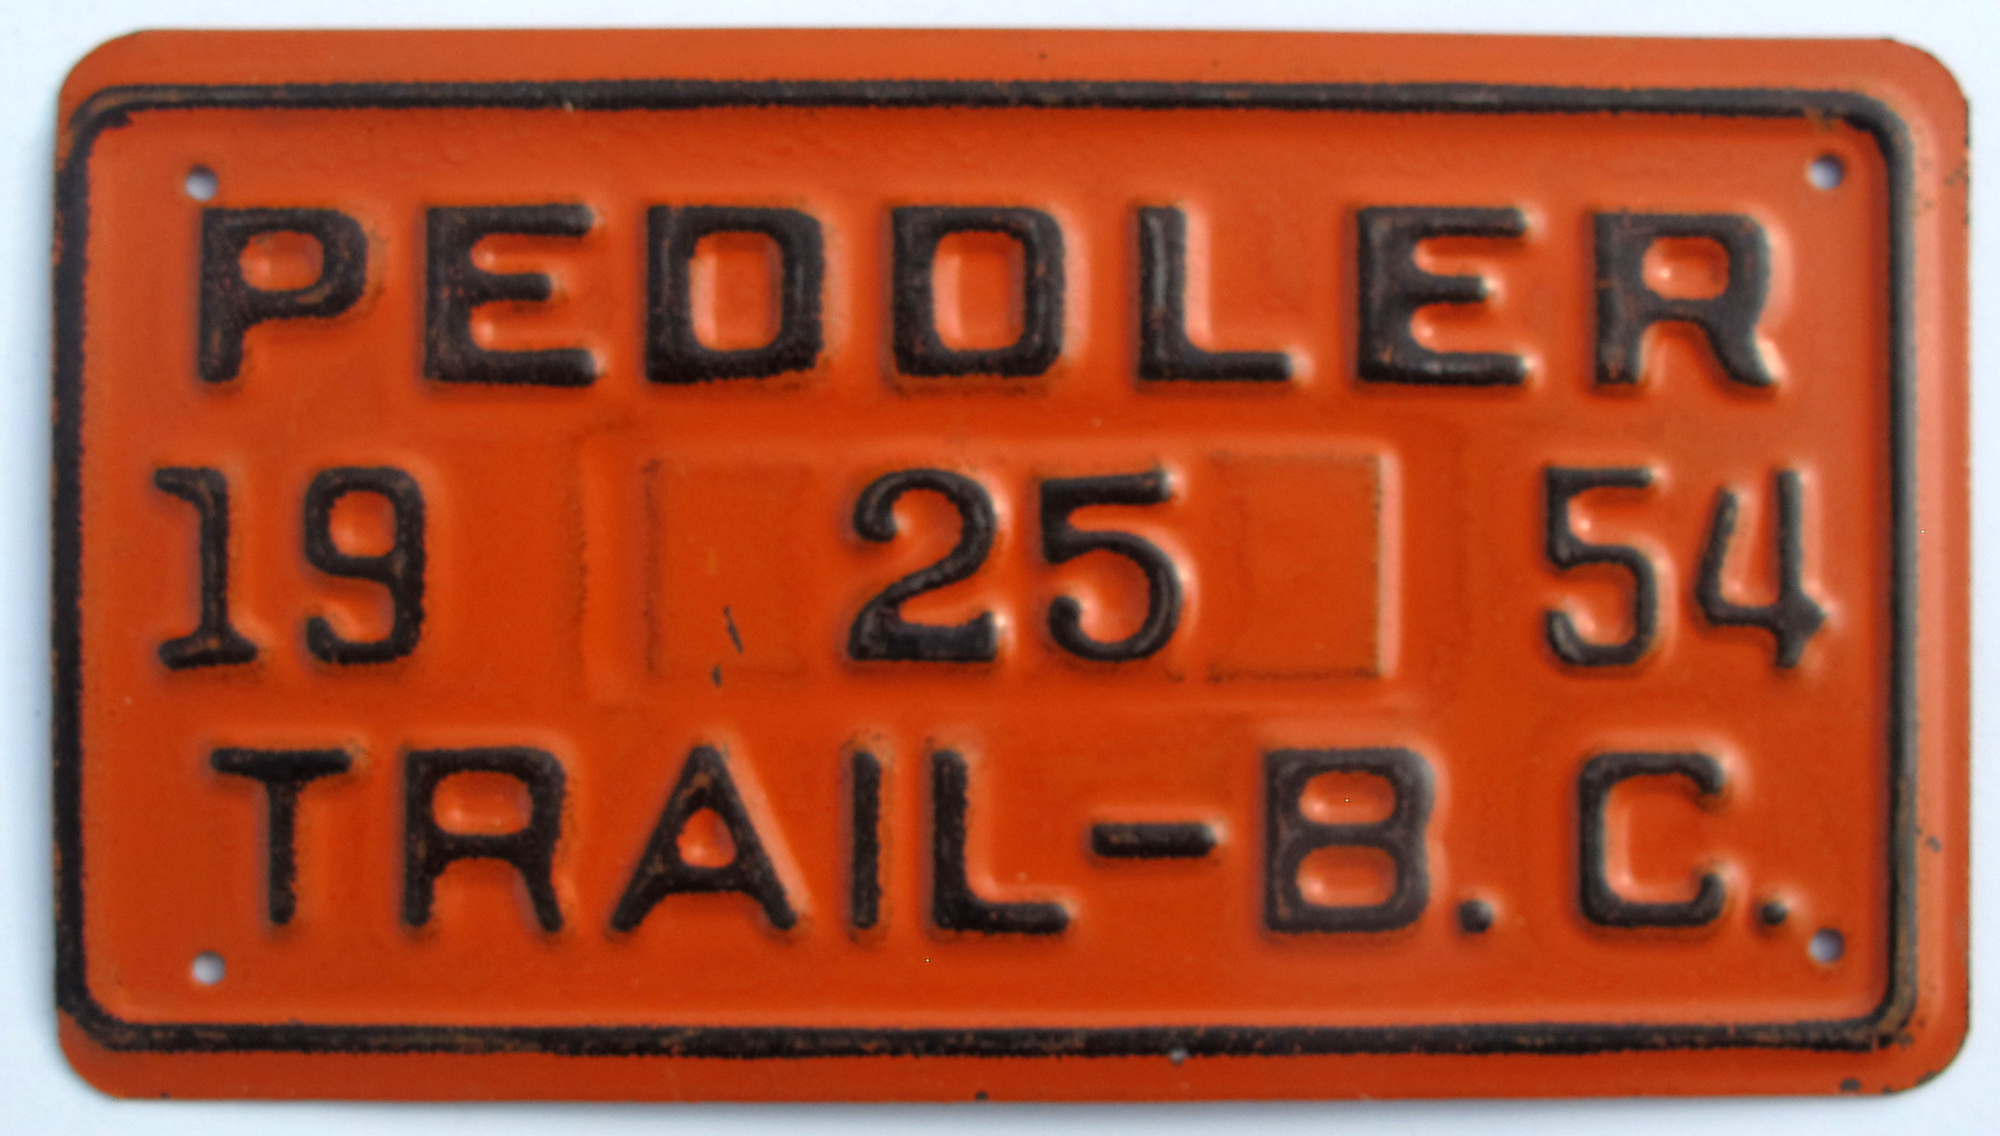 PEDDLER
19 25 54
TRAIL-B.C.